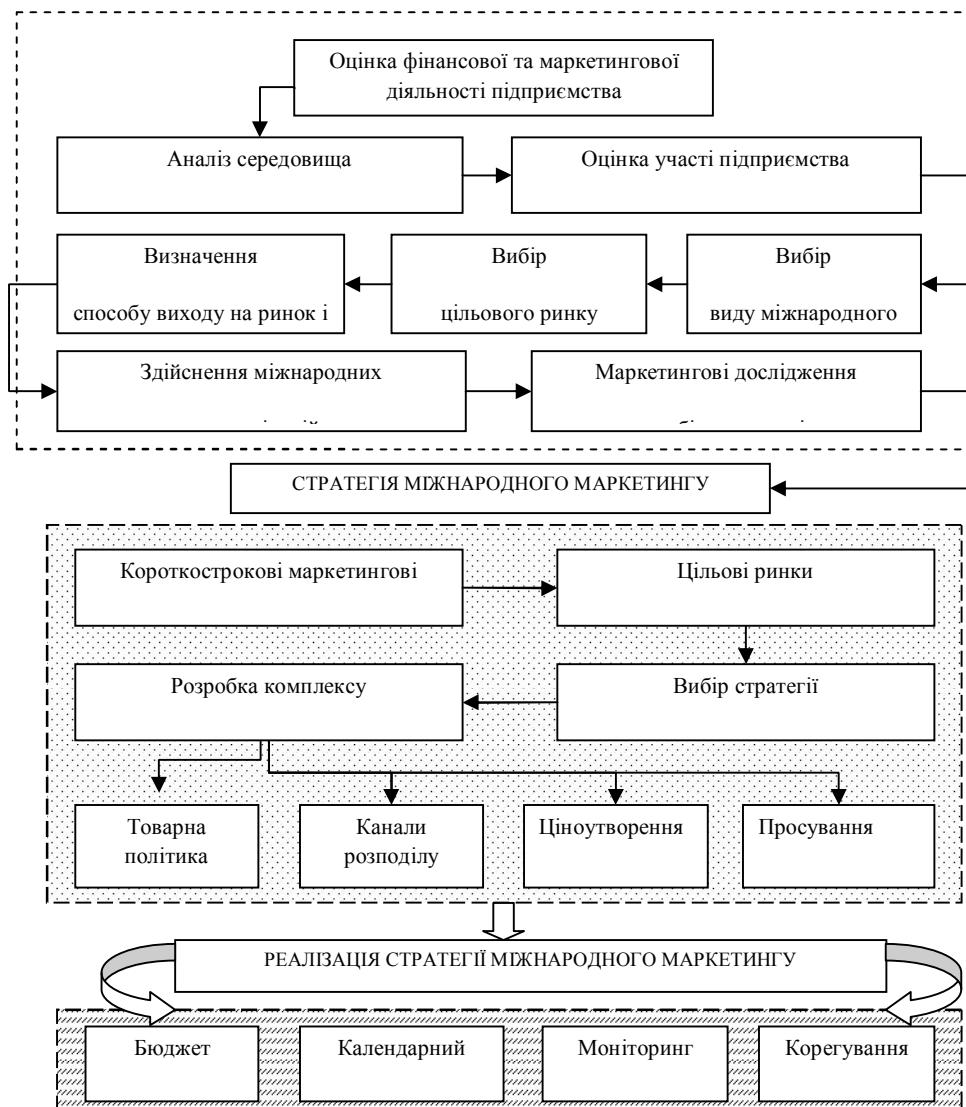 Оцінка фінансової та маркетингової
діяльності підприємства
Аналіз середовища
Оцінка участі підприємства
Визначення
способу виходу на ринок і
Вибір
цільового ринку
Вибір
виду міжнародного
Здійснення міжнародних
Маркетингові дослідження
СТРАТЕГІЯ МІЖНАРОДНОГО МАРКЕТИНГУ
Короткострокові маркетингові
Цільові ринки
Розробка комплексу
Вибір стратегії
Товарна
політика
Канали
розподілу
Ціноутворення
Просування
РЕАЛІЗАЦІЯ СТРАТЕГІЇ МІЖНАРОДНОГО МАРКЕТИНГУ
Бюджет
Календарний
Моніторинг
Корегування